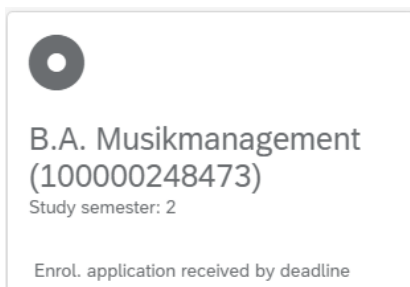 B.A. Musikmanagement
(100000248473)
Study semester: 2
Enrol. application received by deadline